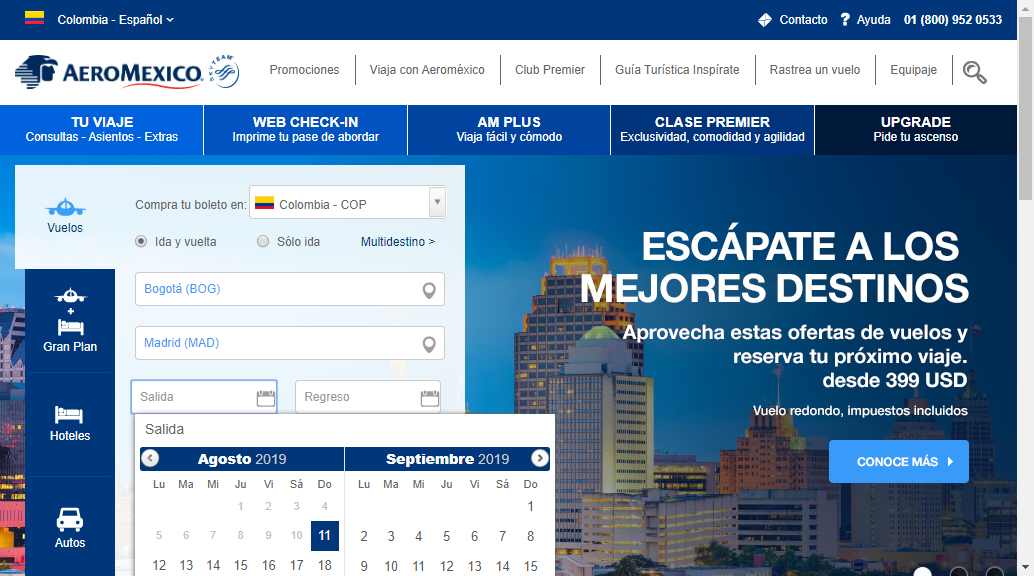 Colombia - Español
Contacto
? Ayuda
01 (800) 952 0533
AEROMEXICO.
SKYTEAM
Promociones
Viaja con Aeroméxico
Club Premier
Guía Turística Inspírate
Rastrea un vuelo
Equipaje
TU VIAJE
Consultas - Asientos - Extras
WEB CHECK-IN
Imprime tu pase de abordar
AM PLUS
Viaja fácil y cómodo
CLASE PREMIER
Exclusividad, comodidad y agilidad
UPGRADE
Pide tu ascenso
Vuelos
+
Gran Plan
Hoteles
Autos
Compra tu boleto en:
Colombia - COP
Ida y vuelta
Sólo ida
Multidestino >
Bogotá (BOG)
Madrid (MAD)
Salida
Regreso
Salida
Agosto 2019
Lu Ma Mi Ju Vi Sá Do
1 2 3 4
5 6 7 8 9 10 11
12 13 14 15 16 17 18
Septiembre 2019
Lu Ma Mi Ju Vi Sá Do
1
2 3 4 5 6 7 8
9 10 11 12 13 14 15
ESCÁPATE A LOS
MEJORES DESTINOS
Aprovecha estas ofertas de vuelos y
reserva tu próximo viaje.
desde 399 USD
Vuelo redondo, impuestos incluidos
CONOCE MÁS